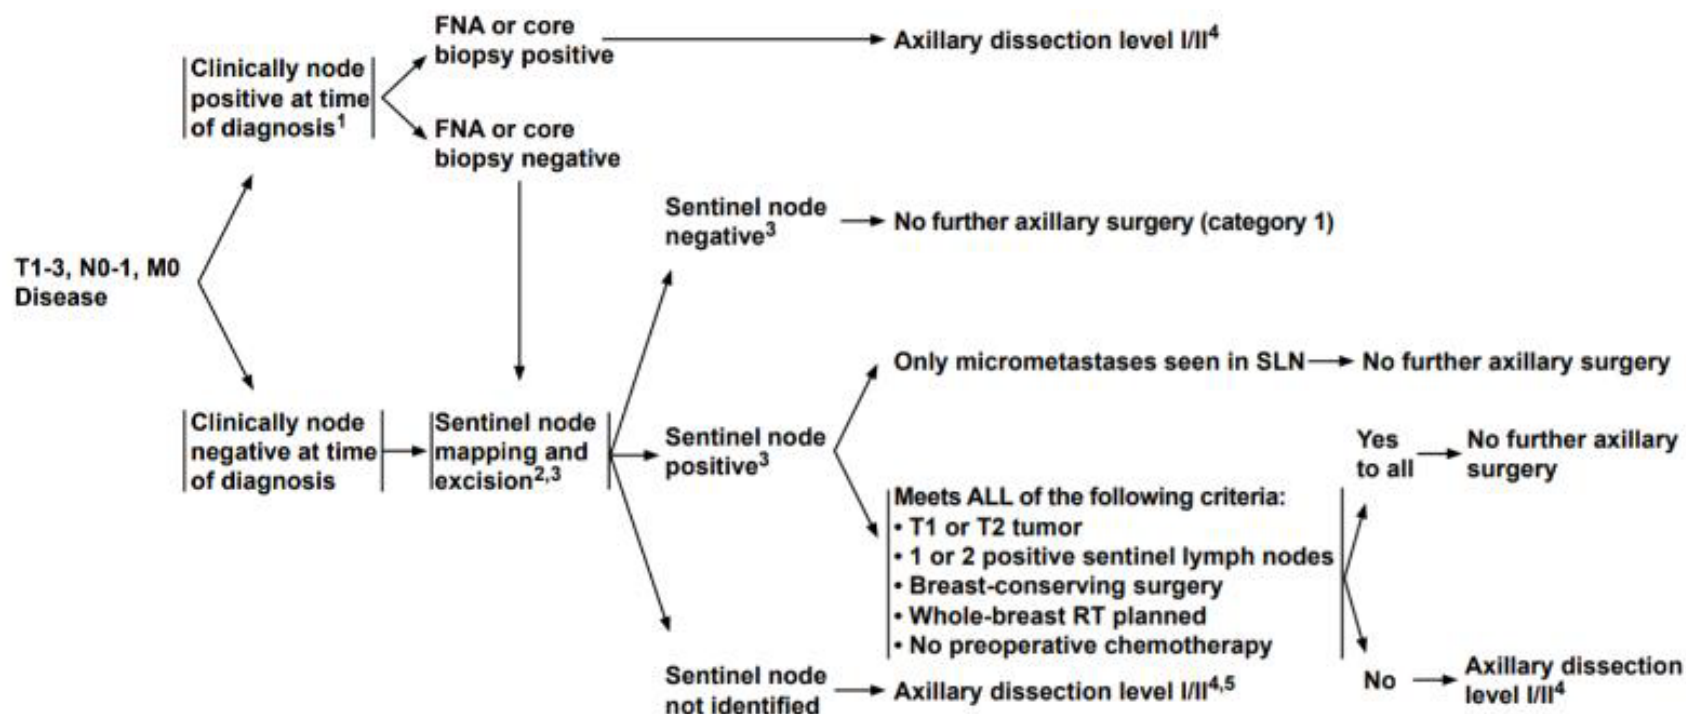 FNA or core
biopsy positive
Axillary dissection level I/II4
Clinically node
positive at time
of diagnosis1
FNA or core
biopsy negative
Sentinel node
negative3
No further axillary surgery (category 1)
T1-3, N0-1, M0
Disease
Only micrometastases seen in SLN
No further axillary surgery
Clinically node
negative at time
of diagnosis
Sentinel node
mapping and
excision2,3
Sentinel node
positive3
Yes
to all
No further axillary
surgery
Meets ALL of the following criteria:
• T1 or T2 tumor
• 1 or 2 positive sentinel lymph nodes
• Breast-conserving surgery
• Whole-breast RT planned
• No preoperative chemotherapy
Sentinel node
not identified
Axillary dissection level I/II4,5
No
Axillary dissection
level I/II4